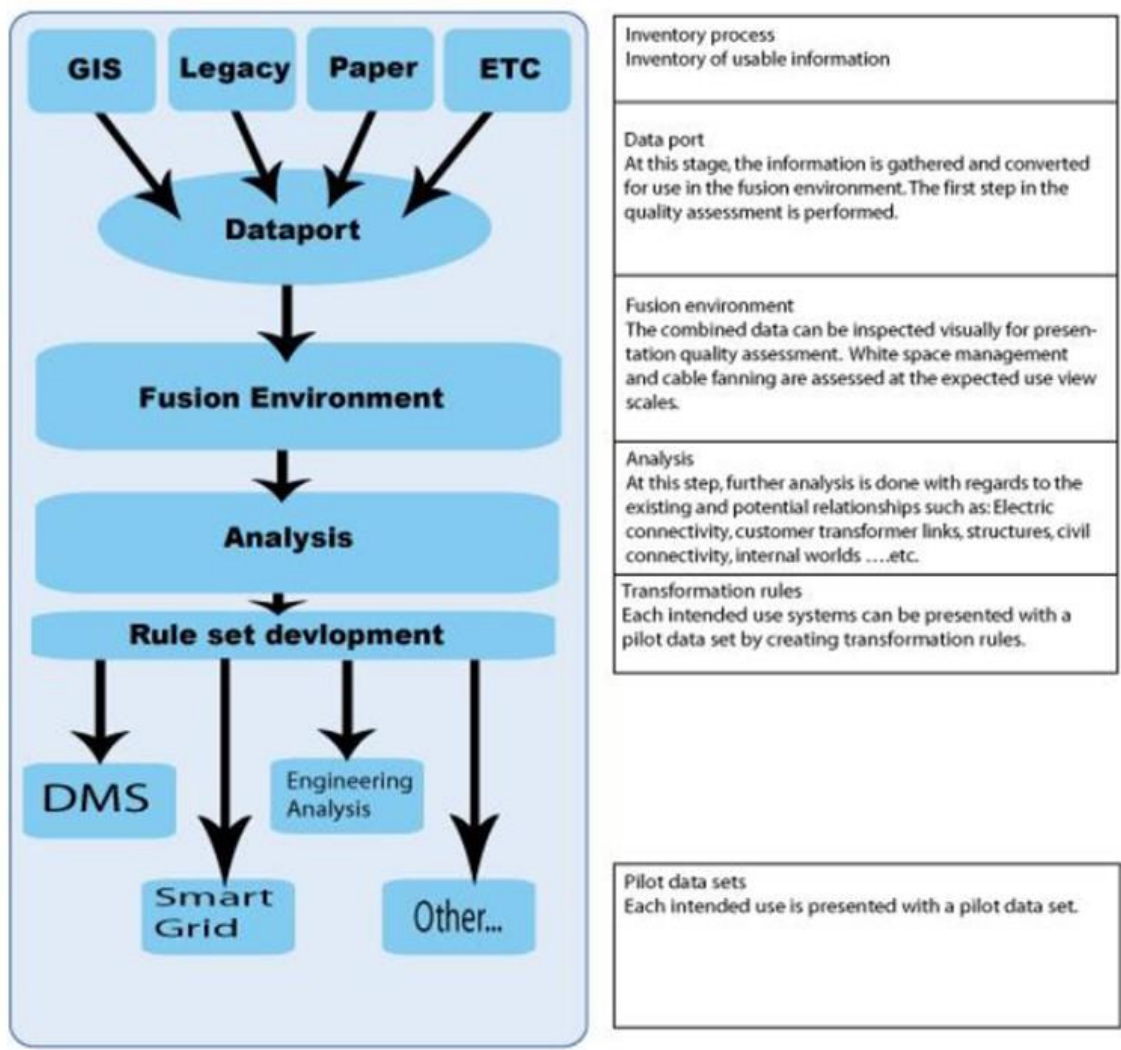 GIS
Legacy
Paper
ETC
Dataport
Fusion Environment
Analysis
Rule set devlopment
DMS
Engineering
Analysis
Smart
Grid
Other...
Inventory process
Inventory of usable information
Data port
At this stage, the information is gathered and converted
for use in the fusion environment. The first step in the
quality assessment is performed.
Fusion environment
The combined data can be inspected visually for presen-
tation quality assessment. White space management
and cable fanning are assessed at the expected use view
scales.
Analysis
At this step, further analysis is done with regards to the
existing and potential relationships such as: Electric
connectivity, customer transformer links, structures, civil
connectivity, internal worlds ....etc.
Transformation rules
Each intended use systems can be presented with a
pilot data set by creating transformation rules.
Pilot data sets
Each intended use is presented with a pilot data set.